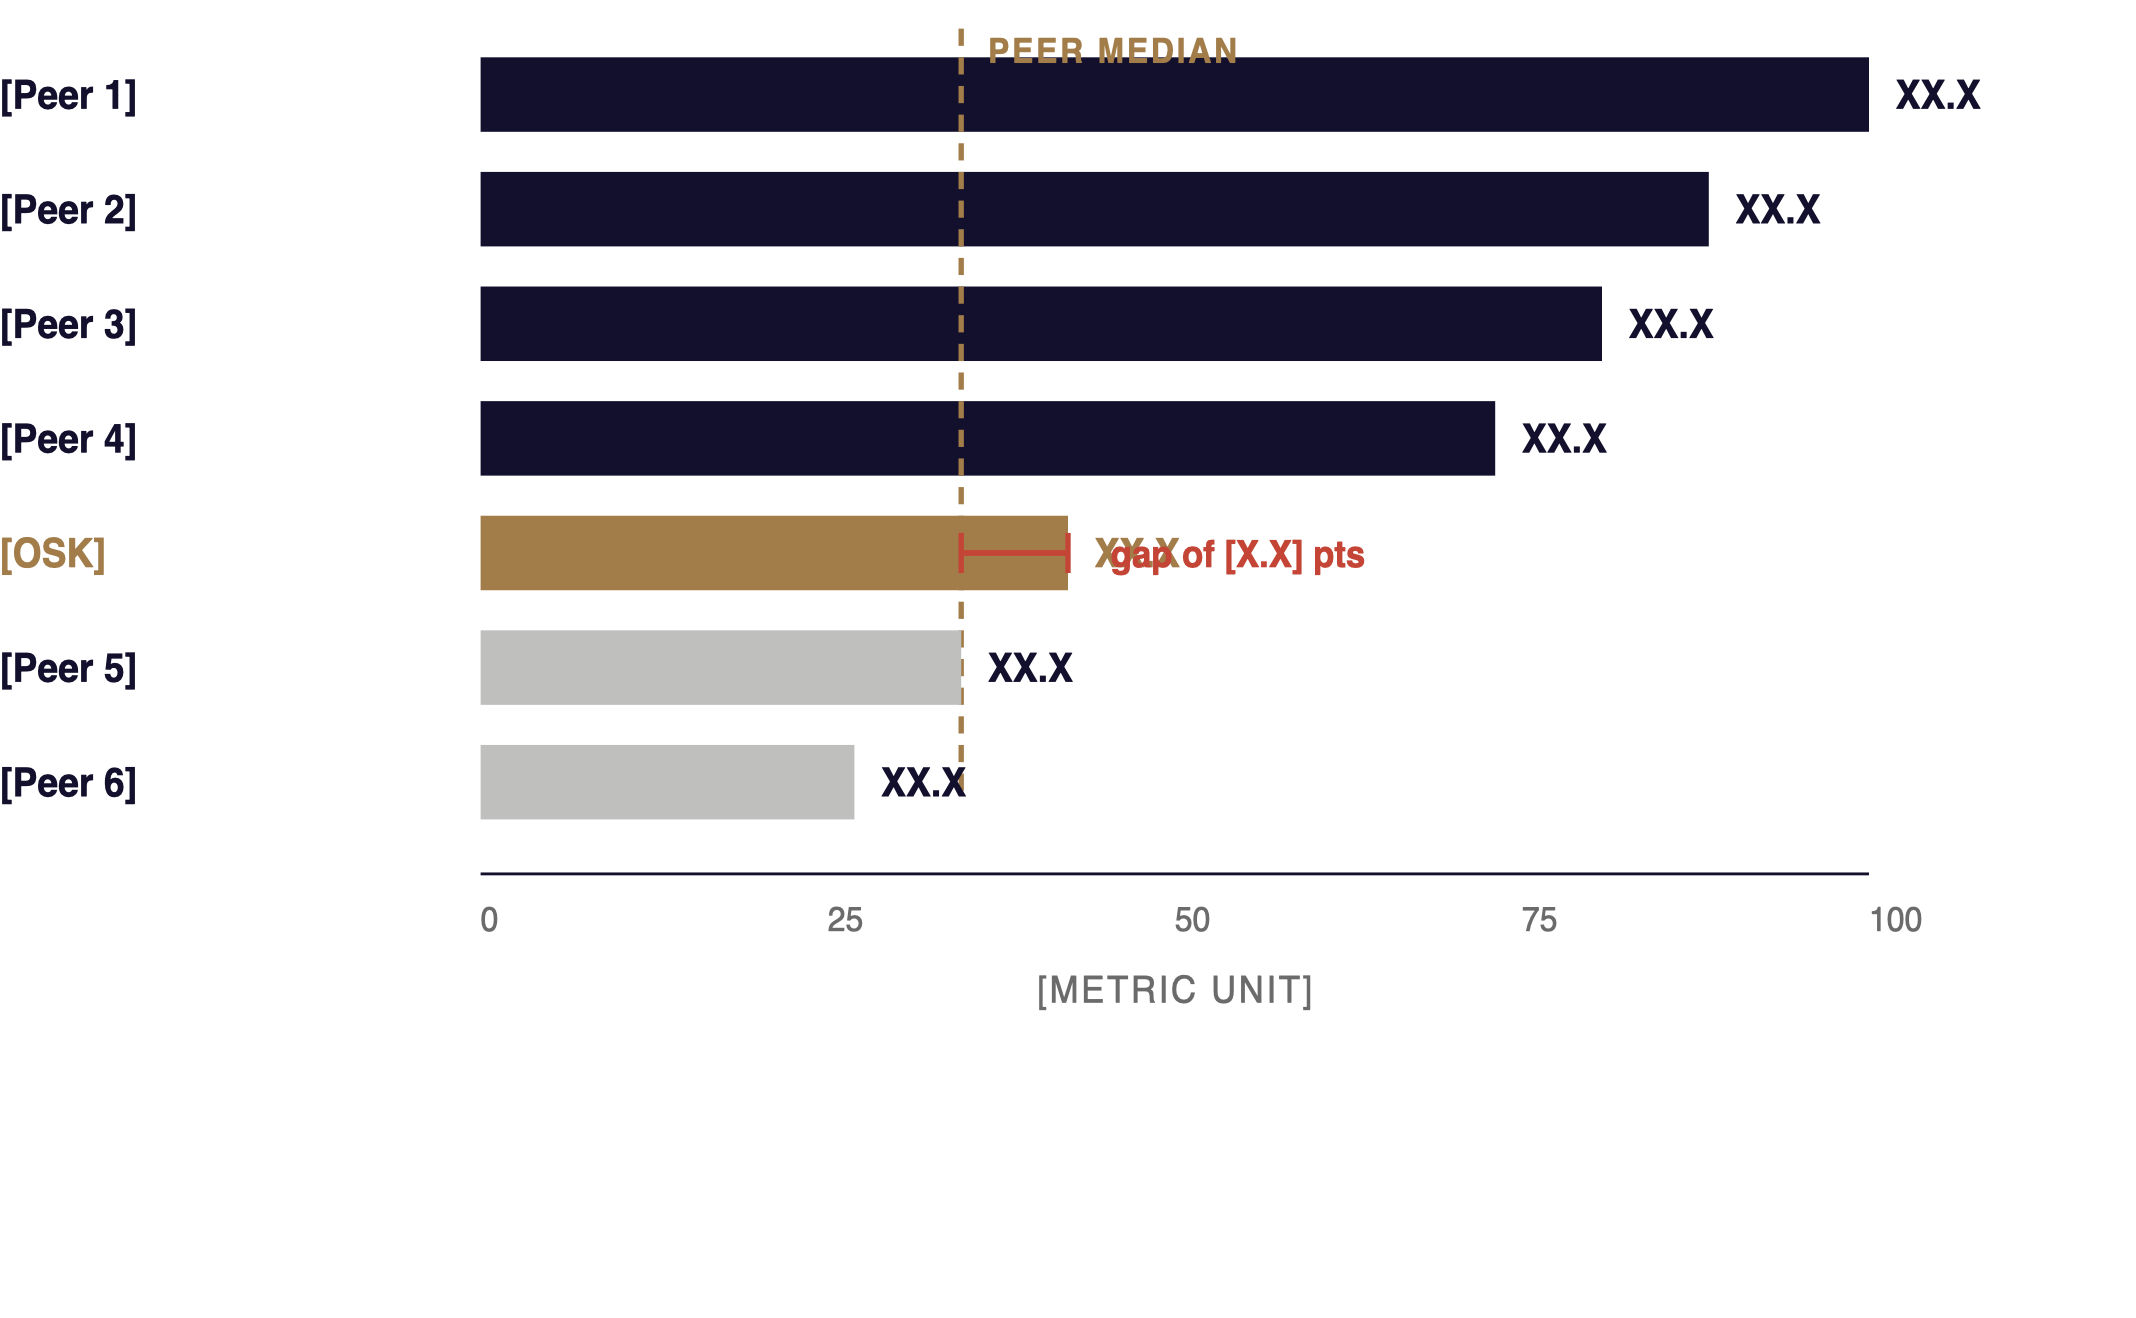 PEER MEDIAN
[Peer 1] XX.X
[Peer 2] XX.X
[Peer 3] XX.X
[Peer 4] XX.X
[OSK] XX.X gap of [X.X] pts
[Peer 5] XX.X
[Peer 6] XX.X
0 25 50 75 100
[METRIC UNIT]